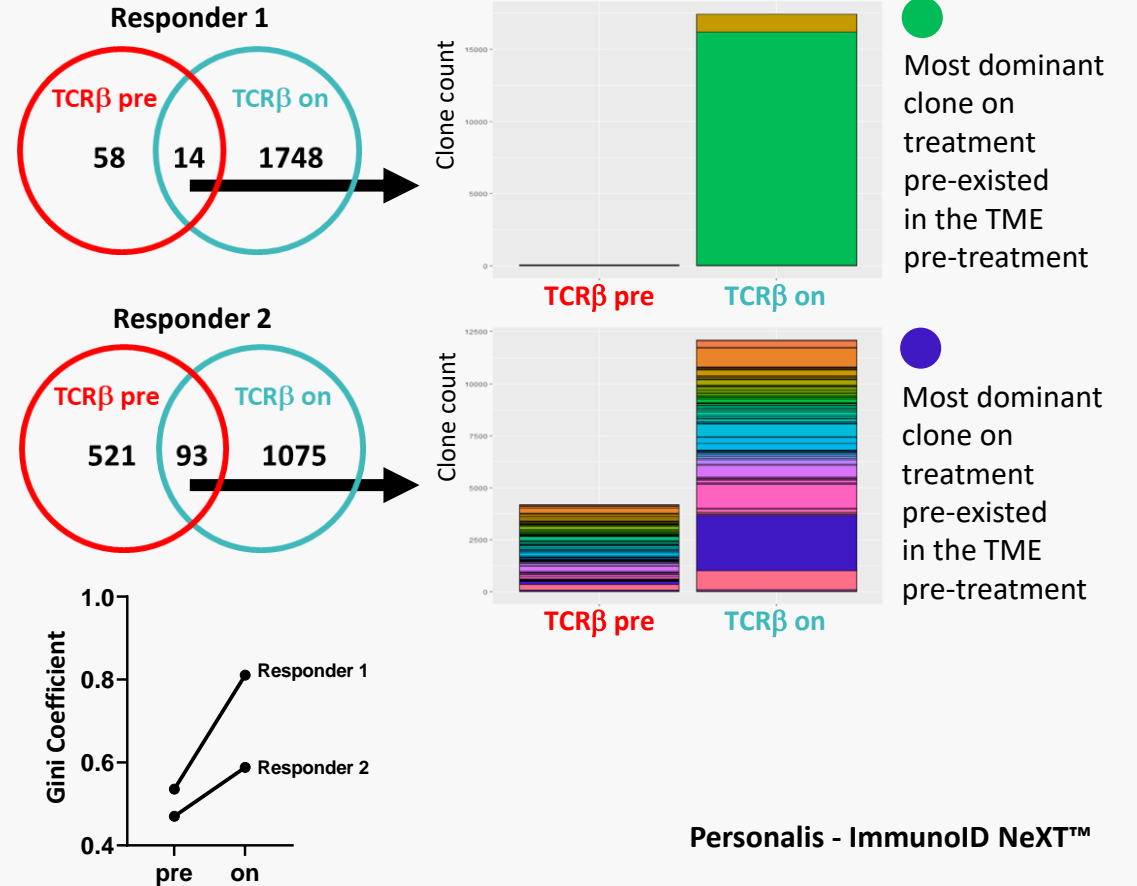 Responder 1
TCRβ pre
TCRβ on
58
14
1748
Clone count
15000
10000
5000
0
TCRβ pre
TCRβ on
Most dominant
clone on
treatment
pre-existed
in the TME
pre-treatment
Responder 2
TCRβ pre
TCRβ on
521
93
1075
Clone count
12500
10000
7500
5000
2500
0
TCRβ pre
TCRβ on
Most dominant
clone on
treatment
pre-existed
in the TME
pre-treatment
Gini Coefficient
1.0
0.8
0.6
0.4
Responder 1
Responder 2
pre
on
Personalis - ImmunoID NeXT™